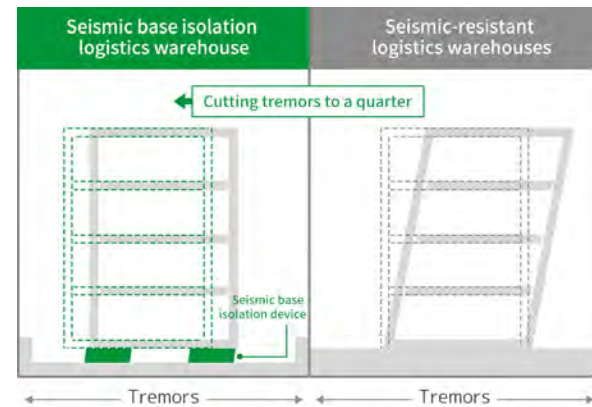 Seismic base isolation
logistics warehouse
Seismic-resistant
logistics warehouses
Cutting tremors to a quarter
Seismic base
isolation device
Tremors
Tremors